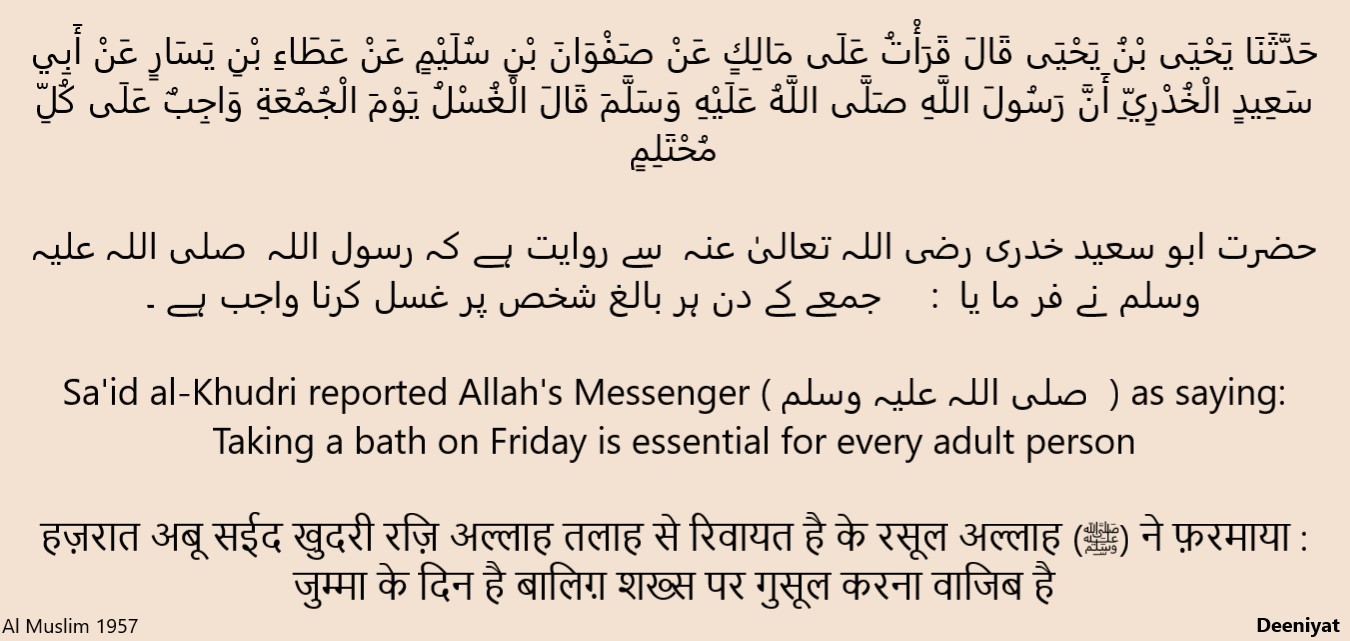 حَدَّثَنَا يَحْيَى بْنُ يَحْيَى قَالَ قَرَأْتُ عَلَى مَالِكٍ عَنْ صَفْوَانَ بْنِ سُلَيْمٍ عَنْ عَطَاءِ بْنِ يَسَارٍ عَنْ أَبِي
سَعِيدٍ الْخُدْرِيِّ أَنَّ رَسُولَ اللَّهِ صَلَّى اللَّهُ عَلَيْهِ وَسَلَّمَ قَالَ الْغُسْلُ يَوْمَ الْجُمُعَةِ وَاجِبٌ عَلَى كُلِّ
مُحْتَلِمٍ
حضرت ابو سعید خدری رضی اللہ تعالیٰ عنہ سے روایت ہے کہ رسول اللہ صلی اللہ علیہ
وسلم نے فر ما یا : جمعے کے دن ہر بالغ شخص پر غسل کرنا واجب ہے ۔
Sa'id al-Khudri reported Allah's Messenger ( صلی اللہ علیہ وسلم ) as saying:
Taking a bath on Friday is essential for every adult person
हज़रात अबू सईद खुदरी रज़ि अल्लाह तलाह से रिवायत है के रसूल अल्लाह (ﷺ) ने फ़रमाया :
जुम्मा के दिन है बालिग़ शख्स पर गुसूल करना वाजिब है
Al Muslim 1957
Deeniyat